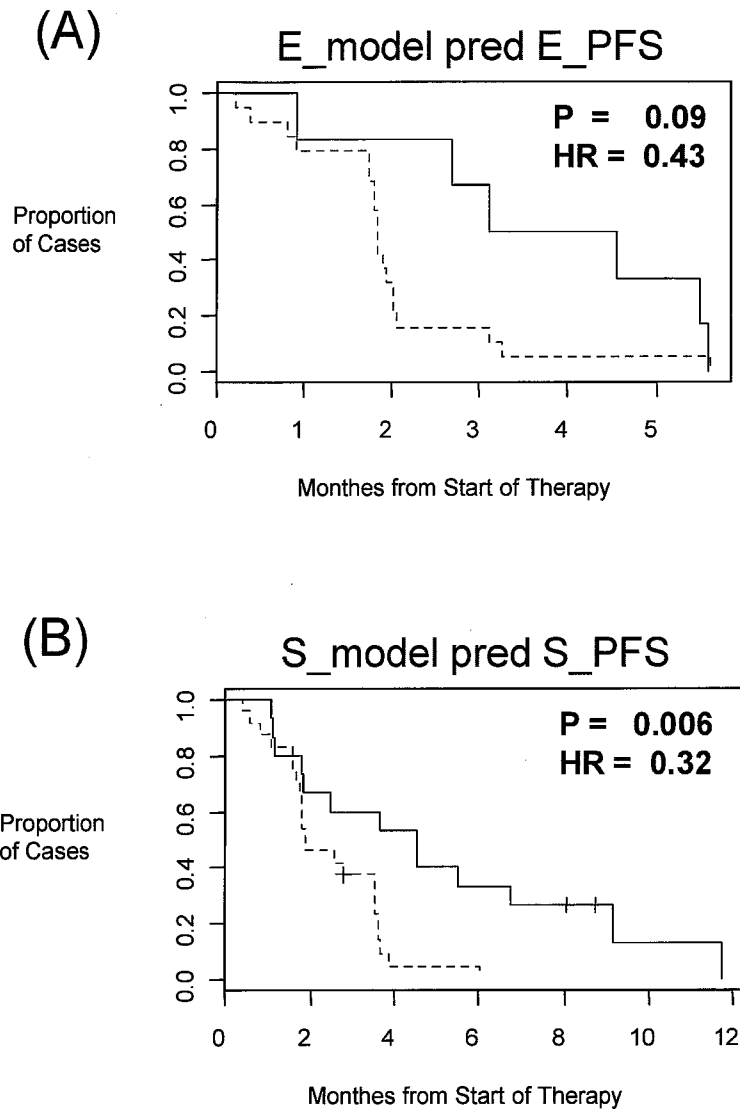 (A)
E_model pred E_PFS
P = 0.09
HR = 0.43
Proportion
of Cases
1.0
0.8
0.6
0.4
0.2
0.0
0 1 2 3 4 5
Monthes from Start of Therapy
(B)
S_model pred S_PFS
P = 0.006
HR = 0.32
Proportion
of Cases
1.0
0.8
0.6
0.4
0.2
0.0
0 2 4 6 8 10 12
Monthes from Start of Therapy